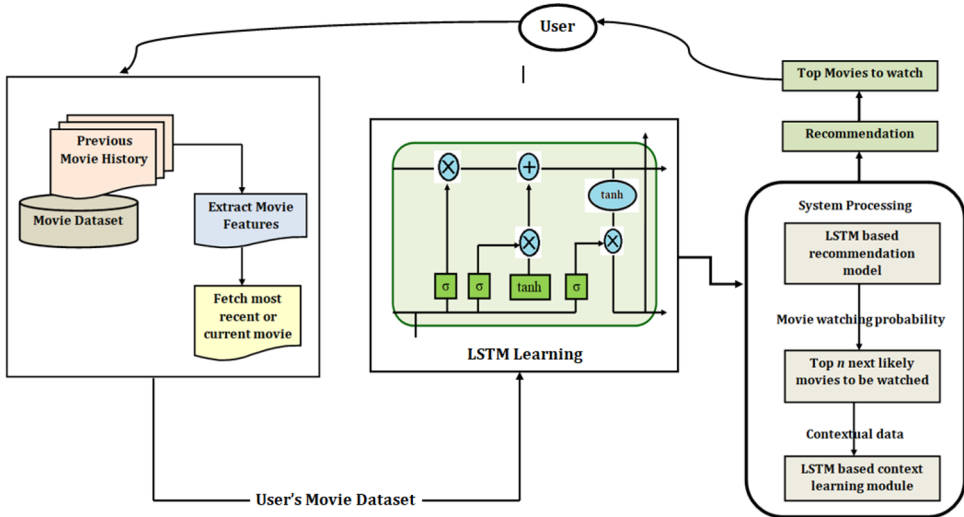 User
Previous
Movie History
Movie Dataset
Extract Movie
Features
Fetch most
recent or
current movie
User's Movie Dataset
×
+
tanh
×
×
σ
σ
tanh
σ
LSTM Learning
Top Movies to watch
Recommendation
System Processing
LSTM based
recommendation
model
Movie watching probability
Top n next likely
movies to be watched
Contextual data
LSTM based context
learning module